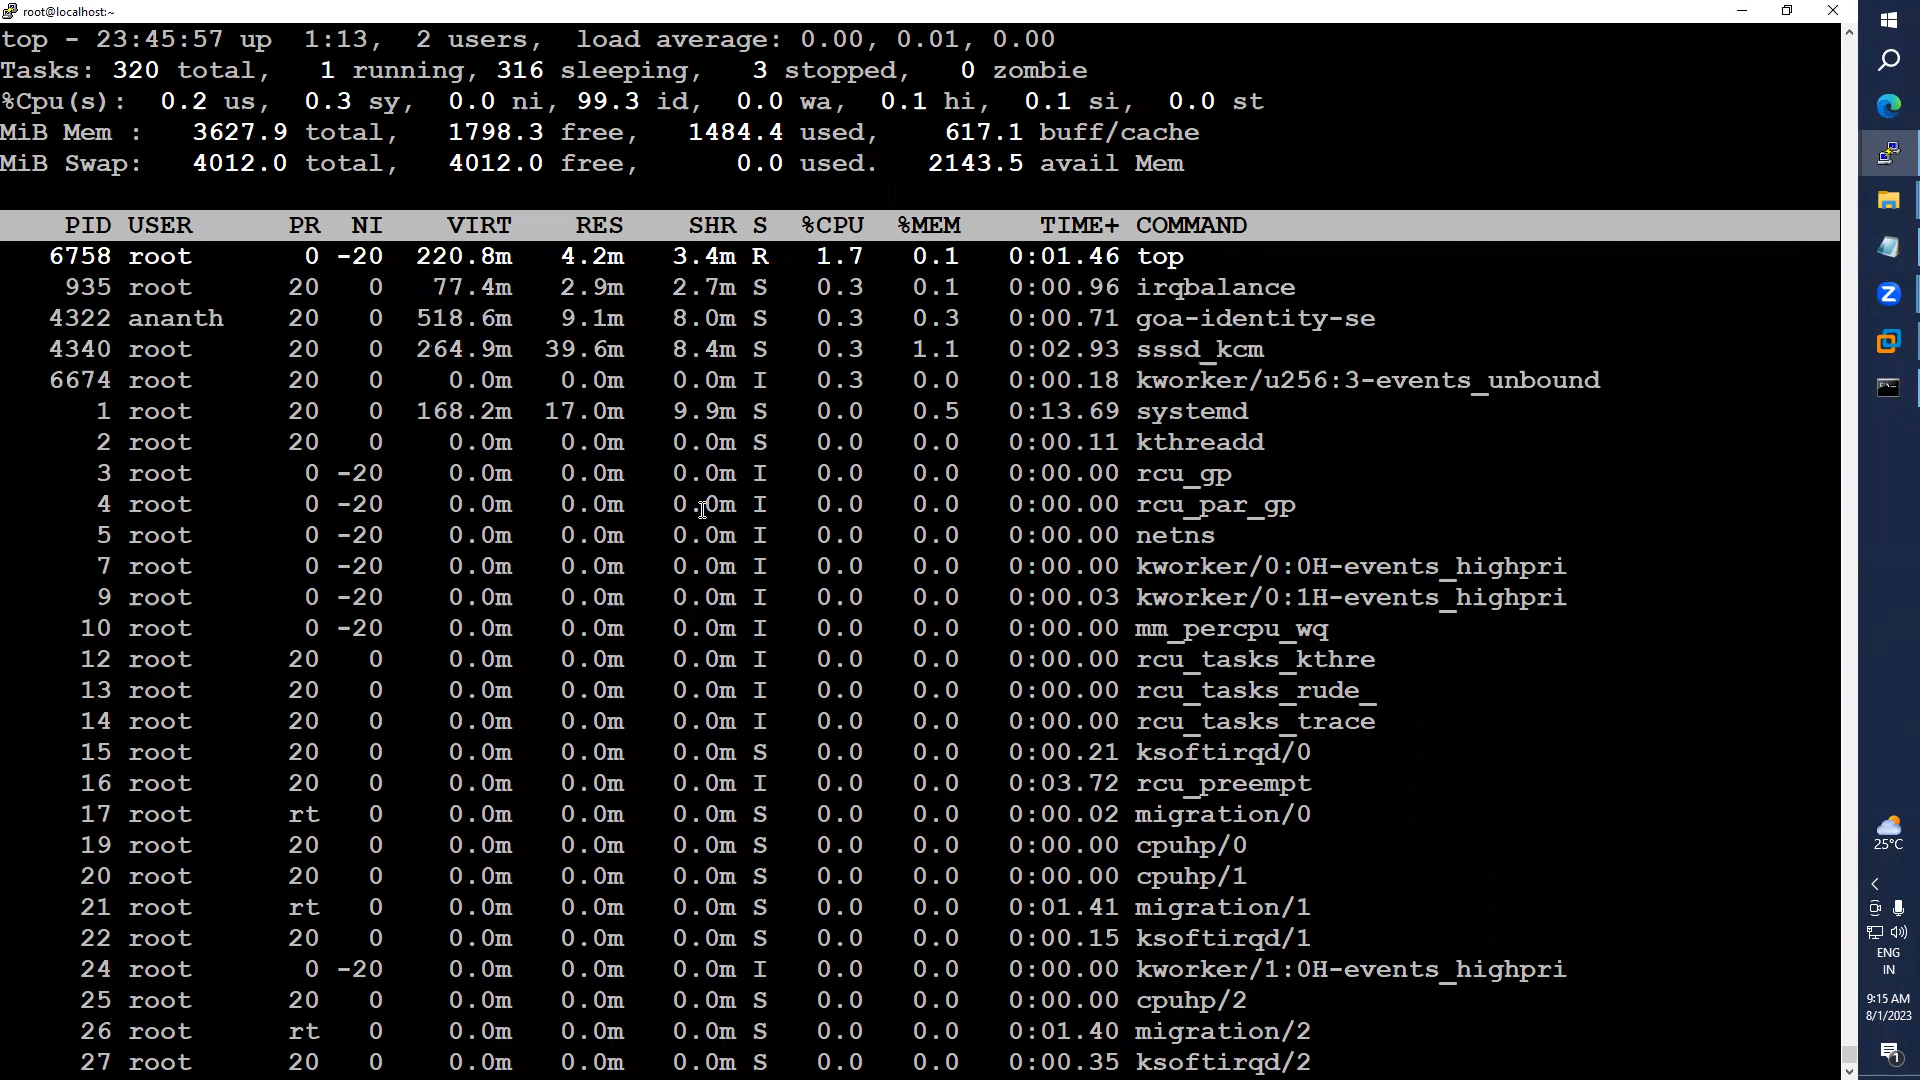 root@localhost:~
top - 23:45:57 up  1:13,  2 users,  load average: 0.00, 0.01, 0.00
Tasks: 320 total,   1 running, 316 sleeping,   3 stopped,   0 zombie
%Cpu(s):  0.2 us,  0.3 sy,  0.0 ni, 99.3 id,  0.0 wa,  0.1 hi,  0.1 si,  0.0 st
MiB Mem :   3627.9 total,   1798.3 free,   1484.4 used,    617.1 buff/cache
MiB Swap:   4012.0 total,   4012.0 free,      0.0 used.   2143.5 avail Mem
PID USER      PR  NI    VIRT    RES    SHR S  %CPU  %MEM     TIME+ COMMAND
6758 root       0 -20  220.8m   4.2m   3.4m R   1.7   0.1   0:01.46 top
935 root      20   0   77.4m   2.9m   2.7m S   0.3   0.1   0:00.96 irqbalance
4322 ananth    20   0  518.6m   9.1m   8.0m S   0.3   0.3   0:00.71 goa-identity-se
4340 root      20   0  264.9m  39.6m   8.4m S   0.3   1.1   0:02.93 sssd_kcm
6674 root      20   0    0.0m   0.0m   0.0m I   0.3   0.0   0:00.18 kworker/u256:3-events_unbound
1 root      20   0  168.2m  17.0m   9.9m S   0.0   0.5   0:13.69 systemd
2 root      20   0    0.0m   0.0m   0.0m S   0.0   0.0   0:00.11 kthreadd
3 root       0 -20    0.0m   0.0m   0.0m I   0.0   0.0   0:00.00 rcu_gp
4 root       0 -20    0.0m   0.0m   0.0m I   0.0   0.0   0:00.00 rcu_par_gp
5 root       0 -20    0.0m   0.0m   0.0m I   0.0   0.0   0:00.00 netns
7 root       0 -20    0.0m   0.0m   0.0m I   0.0   0.0   0:00.00 kworker/0:0H-events_highpri
9 root       0 -20    0.0m   0.0m   0.0m I   0.0   0.0   0:00.03 kworker/0:1H-events_highpri
10 root       0 -20    0.0m   0.0m   0.0m I   0.0   0.0   0:00.00 mm_percpu_wq
12 root      20   0    0.0m   0.0m   0.0m I   0.0   0.0   0:00.00 rcu_tasks_kthre
13 root      20   0    0.0m   0.0m   0.0m I   0.0   0.0   0:00.00 rcu_tasks_rude_
14 root      20   0    0.0m   0.0m   0.0m I   0.0   0.0   0:00.00 rcu_tasks_trace
15 root      20   0    0.0m   0.0m   0.0m S   0.0   0.0   0:00.21 ksoftirqd/0
16 root      20   0    0.0m   0.0m   0.0m I   0.0   0.0   0:03.72 rcu_preempt
17 root      rt   0    0.0m   0.0m   0.0m S   0.0   0.0   0:00.02 migration/0
19 root      20   0    0.0m   0.0m   0.0m S   0.0   0.0   0:00.00 cpuhp/0
20 root      20   0    0.0m   0.0m   0.0m S   0.0   0.0   0:00.00 cpuhp/1
21 root      rt   0    0.0m   0.0m   0.0m S   0.0   0.0   0:01.41 migration/1
22 root      20   0    0.0m   0.0m   0.0m S   0.0   0.0   0:00.15 ksoftirqd/1
24 root       0 -20    0.0m   0.0m   0.0m I   0.0   0.0   0:00.00 kworker/1:0H-events_highpri
25 root      20   0    0.0m   0.0m   0.0m S   0.0   0.0   0:00.00 cpuhp/2
26 root      rt   0    0.0m   0.0m   0.0m S   0.0   0.0   0:01.40 migration/2
27 root      20   0    0.0m   0.0m   0.0m S   0.0   0.0   0:00.35 ksoftirqd/2
Z
25°C
ENG
IN
9:15 AM
8/1/2023
1